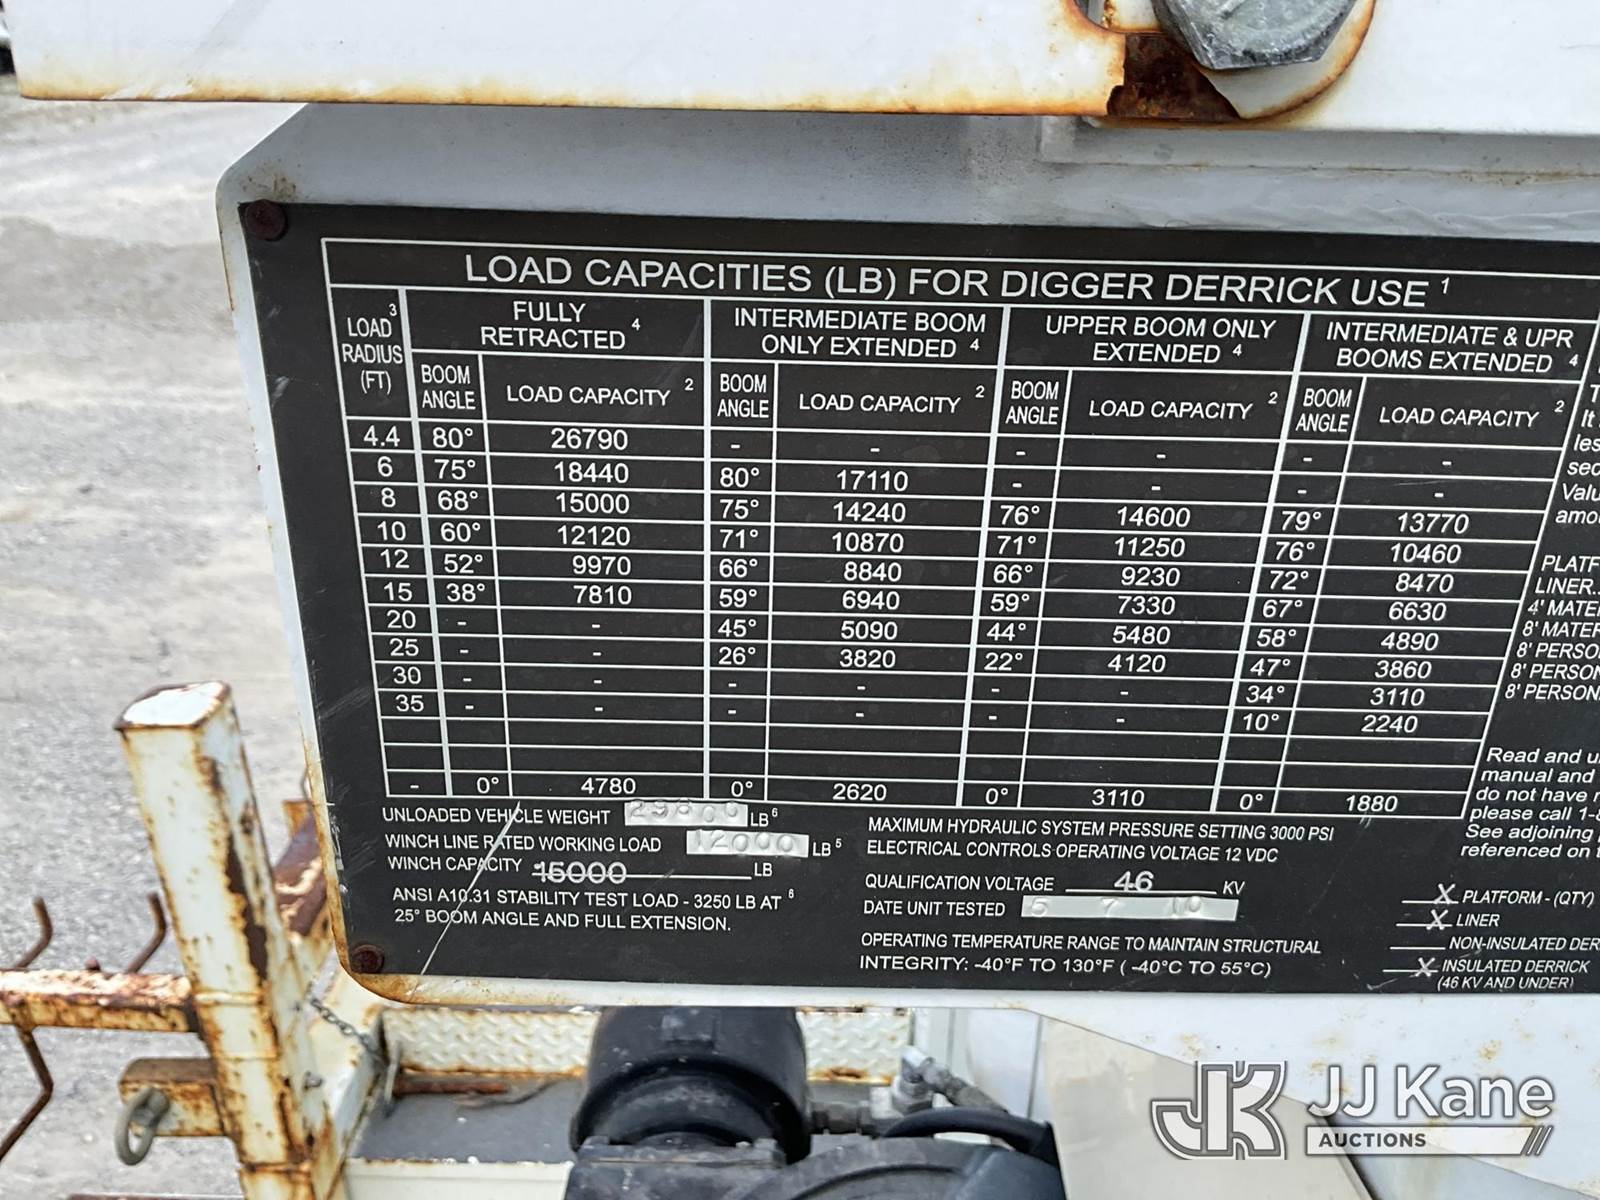 LOAD CAPACITIES (LB) FOR DIGGER DERRICK USE 1
LOAD 3 RADIUS (FT)
FULLY RETRACTED 4
INTERMEDIATE BOOM ONLY EXTENDED 4
UPPER BOOM ONLY EXTENDED 4
INTERMEDIATE & UPR BOOMS EXTENDED 4
BOOM ANGLE LOAD CAPACITY 2 BOOM ANGLE LOAD CAPACITY 2 BOOM ANGLE LOAD CAPACITY 2 BOOM ANGLE LOAD CAPACITY 2
4.4 80° 26790 - - - - - -
6 75° 18440 80° 17110 - - - -
8 68° 15000 75° 14240 76° 14600 79° 13770
10 60° 12120 71° 10870 71° 11250 76° 10460
12 52° 9970 66° 8840 66° 9230 72° 8470
15 38° 7810 59° 6940 59° 7330 67° 6630
20 - - 45° 5090 44° 5480 58° 4890
25 - - 26° 3820 22° 4120 47° 3860
30 - - - - - - 34° 3110
35 - - - - - - 10° 2240
- 0° 4780 0° 2620 0° 3110 0° 1880
UNLOADED VEHICLE WEIGHT 29800 LB 6
WINCH LINE RATED WORKING LOAD 12000 LB 5
WINCH CAPACITY 15000 LB
ANSI A10.31 STABILITY TEST LOAD - 3250 LB AT 6
25° BOOM ANGLE AND FULL EXTENSION.
MAXIMUM HYDRAULIC SYSTEM PRESSURE SETTING 3000 PSI
ELECTRICAL CONTROLS OPERATING VOLTAGE 12 VDC
QUALIFICATION VOLTAGE 46 KV
DATE UNIT TESTED 5 7 10
OPERATING TEMPERATURE RANGE TO MAINTAIN STRUCTURAL
INTEGRITY: -40°F TO 130°F ( -40°C TO 55°C)
It
LINER..
4'
8'
8'
8'
8'
Read and
manual and
do not have
please call
See adjoining
referenced on
X PLATFORM - (QTY)
X LINER
NON-INSULATED
X INSULATED DERRICK
(46 KV AND UNDER)
JK JJ Kane
AUCTIONS